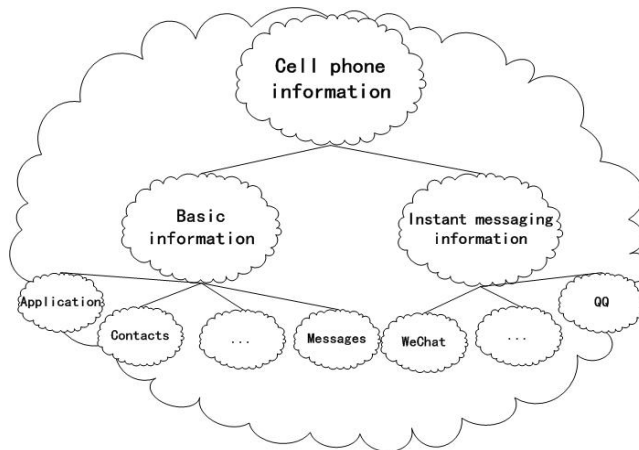 Cell phone
information
Basic
information
Instant messaging
information
Application
Contacts
...
Messages
WeChat
...
QQ